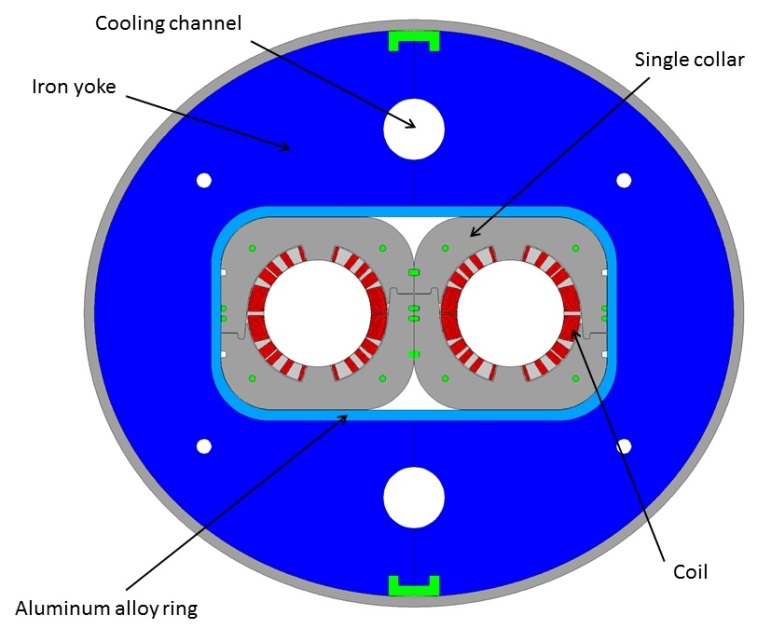 Cooling channel
Single collar
Iron yoke
Coil
Aluminum alloy ring